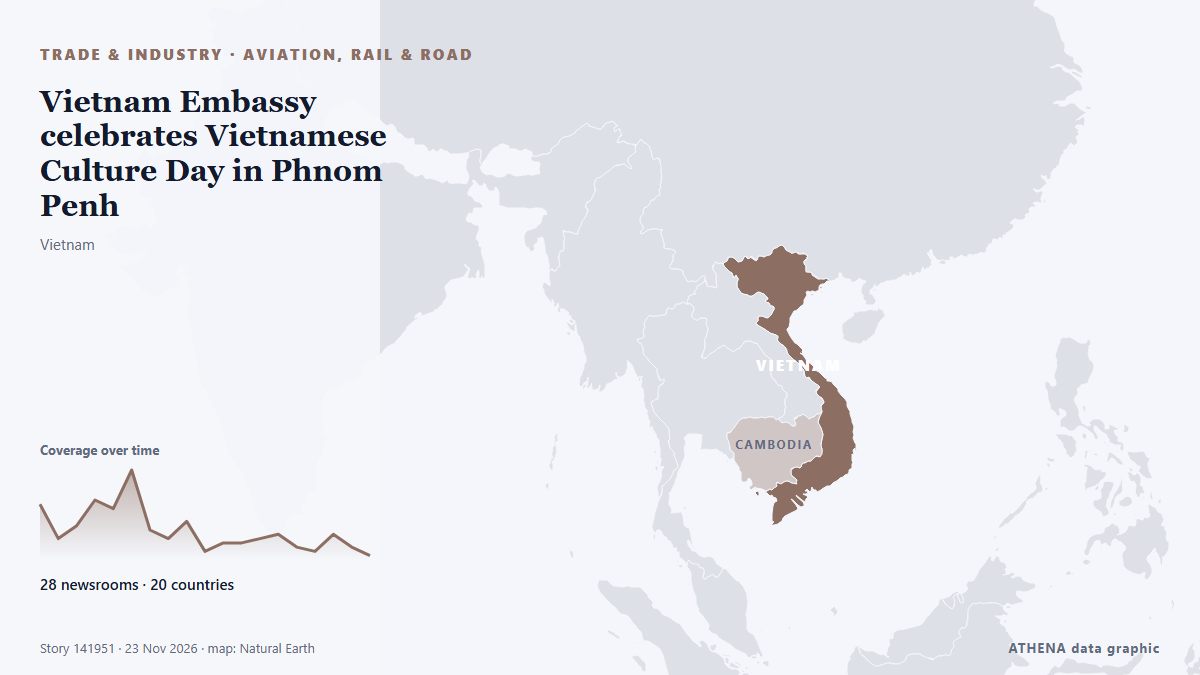 TRADE & INDUSTRY · AVIATION, RAIL & ROAD
Vietnam Embassy
celebrates Vietnamese
Culture Day in Phnom
Penh
Vietnam
VIETNAM
CAMBODIA
Coverage over time
28 newsrooms · 20 countries
Story 141951 · 23 Nov 2026 · map: Natural Earth
ATHENA data graphic